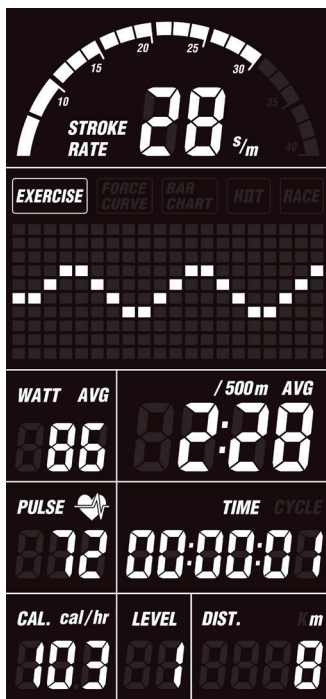 10 15 20 25 30 35 40
STROKE
RATE
28 s/m
EXERCISE FORCE CURVE BAR CHART HIIT RACE
WATT AVG
86
/500m AVG
2:28
PULSE
72
TIME CYCLE
00:00:01
CAL. cal/hr
103
LEVEL
1
DIST. Km
8